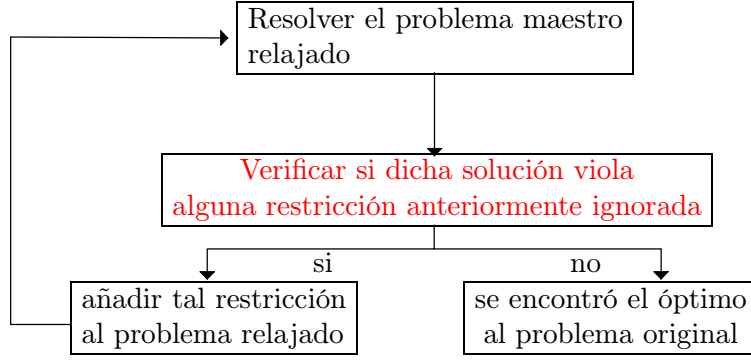 Resolver el problema maestro
relajado
Verificar si dicha solución viola
alguna restricción anteriormente ignorada
si
no
añadir tal restricción
al problema relajado
se encontró el óptimo
al problema original